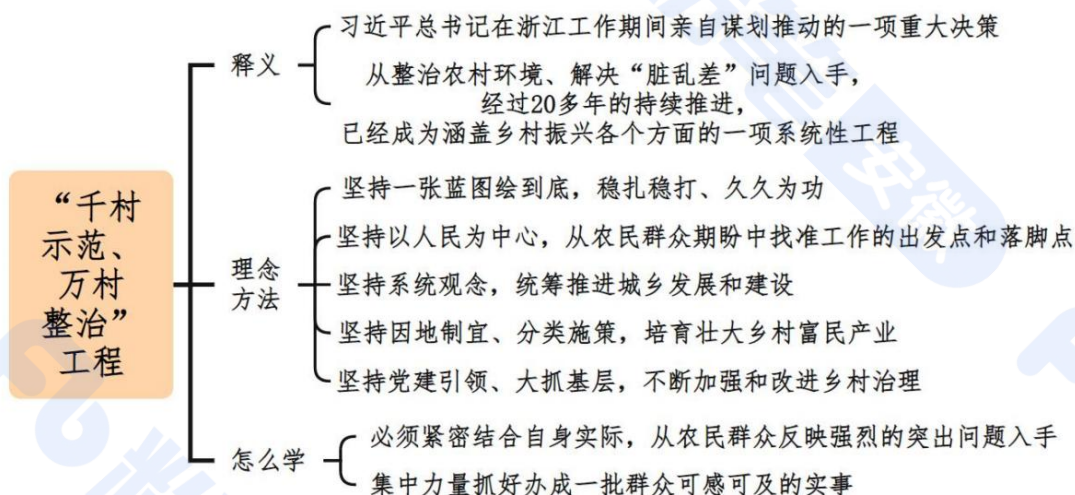 “千村
示范、
万村
整治”
工程
释义
习近平总书记在浙江工作期间亲自谋划推动的一项重大决策
从整治农村环境、解决“脏乱差”问题入手，
经过20多年的持续推进，
已经成为涵盖乡村振兴各个方面的一项系统性工程
理念
方法
坚持一张蓝图绘到底，稳扎稳打、久久为功
坚持以人民为中心，从农民群众期盼中找准工作的出发点和落脚点
坚持系统观念，统筹推进城乡发展和建设
坚持因地制宜、分类施策，培育壮大乡村富民产业
坚持党建引领、大抓基层，不断加强和改进乡村治理
怎么学
必须紧密结合自身实际，从农民群众反映强烈的突出问题入手
集中力量抓好办成一批群众可感可及的实事
安徽